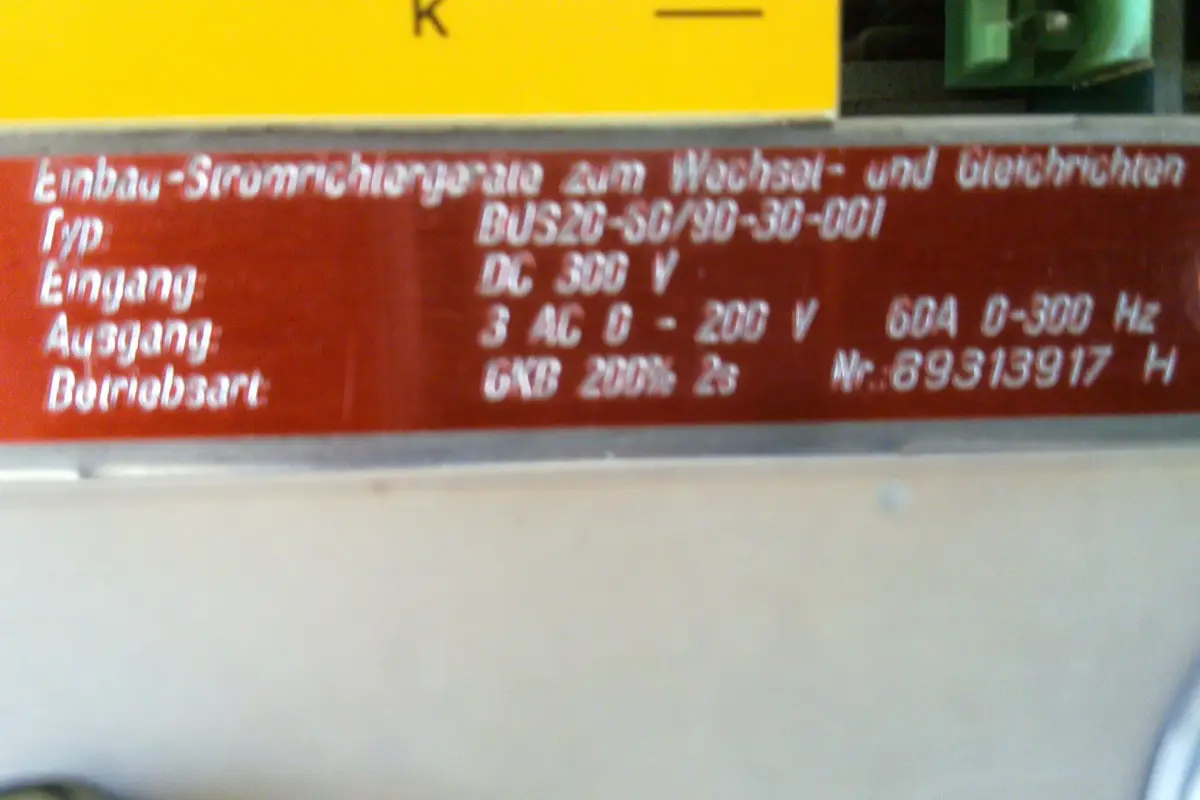 K —
Einbau-Stromrichtergeräte zum Wechsel- und Gleichrichten
Typ: BUS20-60/90-30-001
Eingang: DC 300 V
Ausgang: 3 AC 0 - 200 V 60A 0-300 Hz
Betriebsart: GKB 200% 2s Nr.:89313917 H